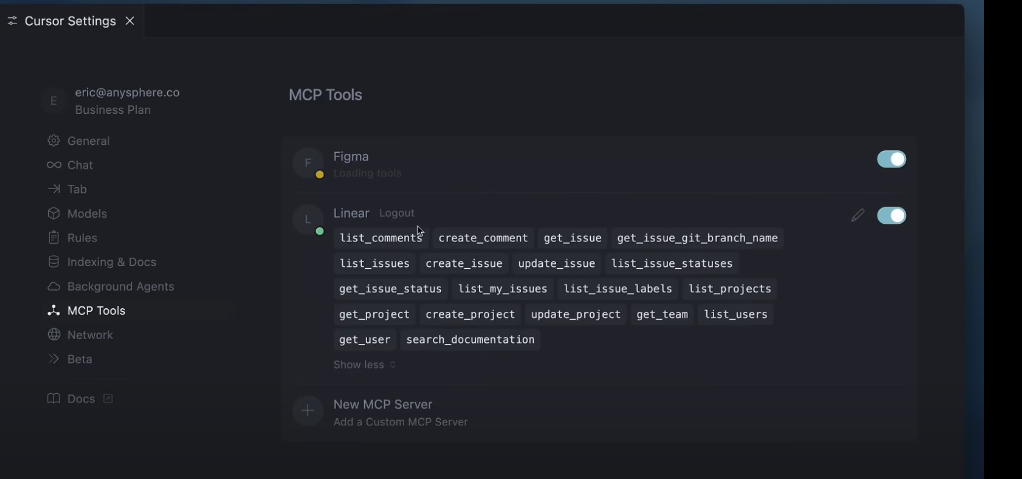 Cursor Settings
E
eric@anysphere.co
Business Plan
General
Chat
Tab
Models
Rules
Indexing & Docs
Background Agents
MCP Tools
Network
Beta
Docs
MCP Tools
F
Figma
Loading tools
L
Linear Logout
list_comments create_comment get_issue get_issue_git_branch_name
list_issues create_issue update_issue list_issue_statuses
get_issue_status list_my_issues list_issue_labels list_projects
get_project create_project update_project get_team list_users
get_user search_documentation
Show less
New MCP Server
Add a Custom MCP Server